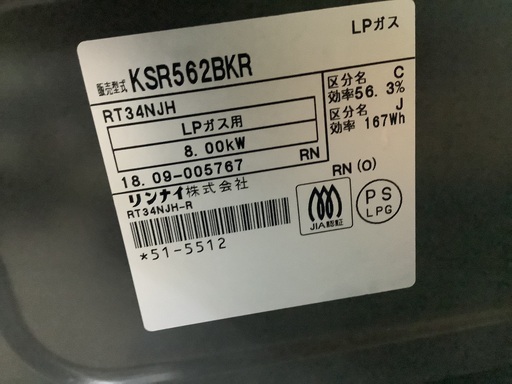 LPガス
販売型式 KSR562BKR
RT34NJH
LPガス用
8.00kW
18.09-005767 RN
区分名 C
効率56.3%
区分名 J
効率 167Wh
リンナイ株式会社
RN(O)
RT34NJH-R
*51-5512
JIA認証
PS
LPG